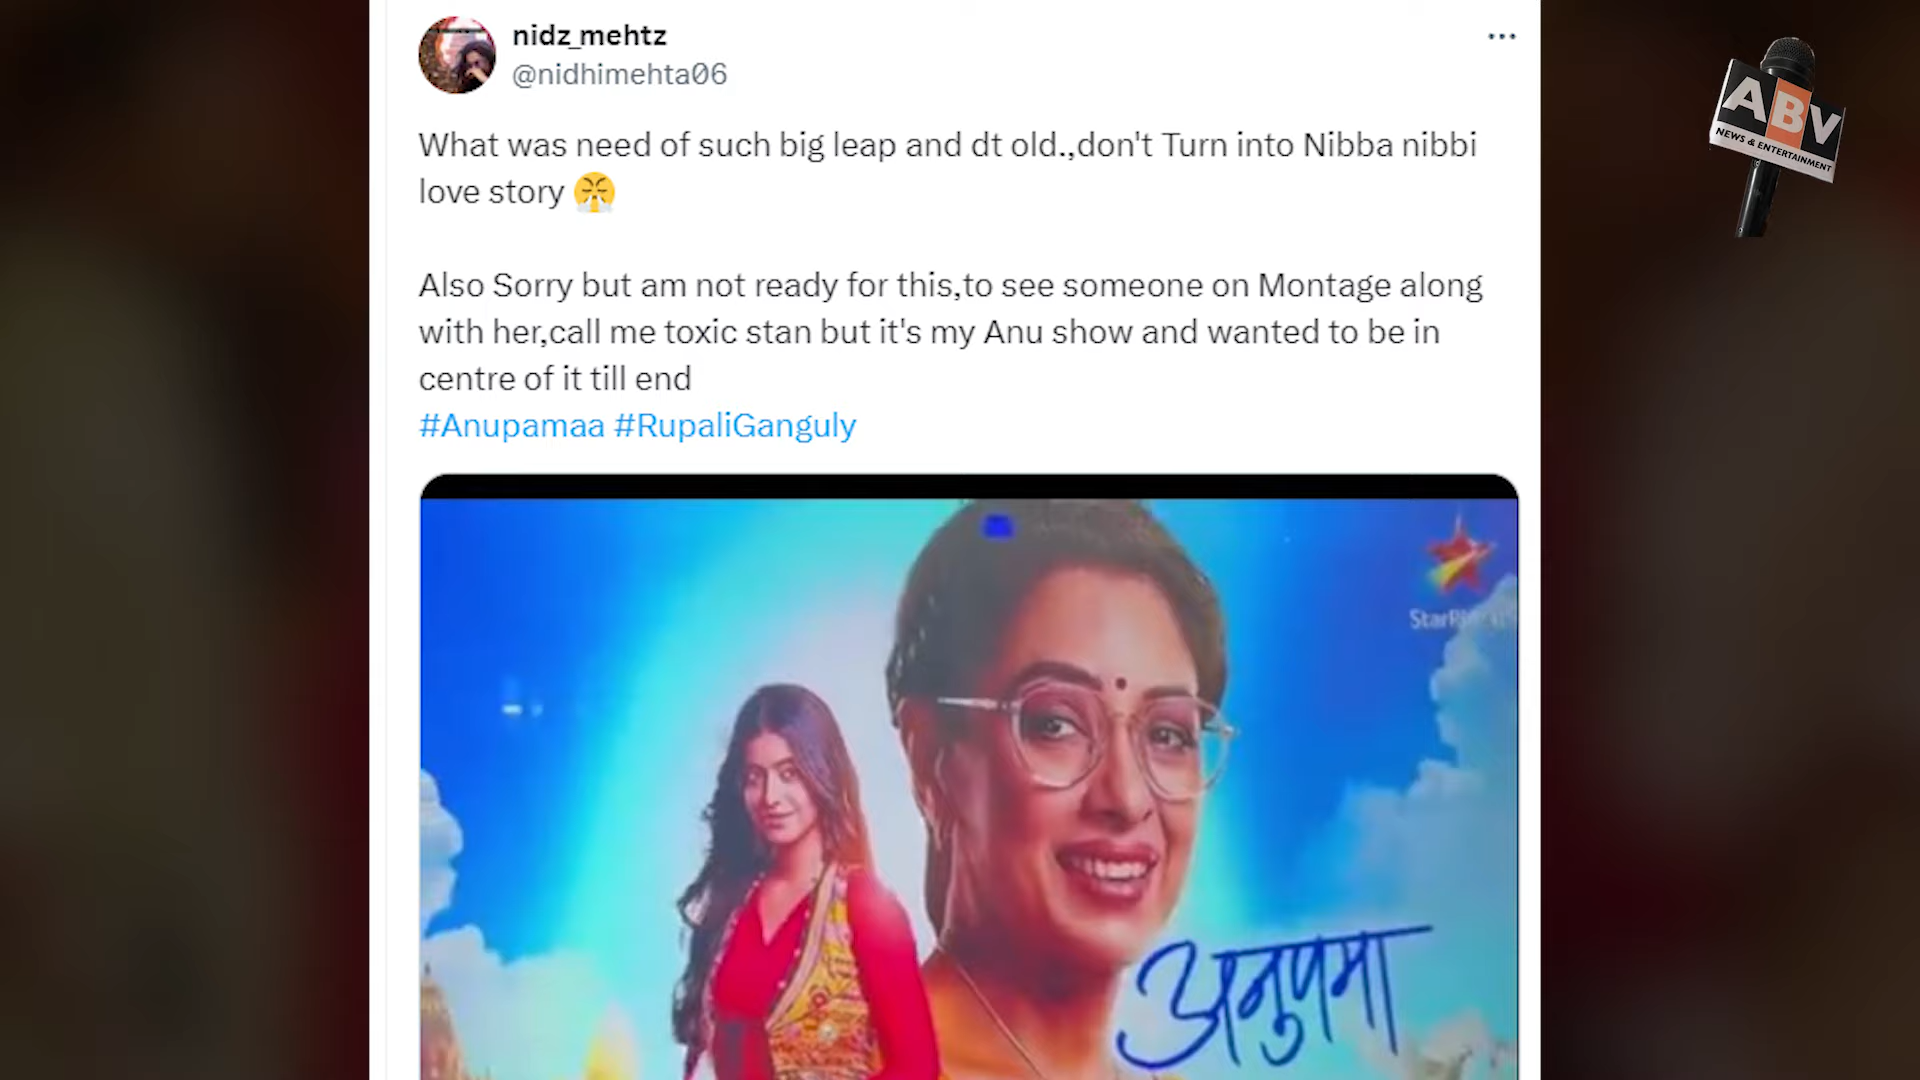 nidz_mehtz
@nidhimehta06
What was need of such big leap and dt old.,don't Turn into Nibba nibbi
love story 😤
Also Sorry but am not ready for this,to see someone on Montage along
with her,call me toxic stan but it's my Anu show and wanted to be in
centre of it till end
#Anupamaa #RupaliGanguly
अनुपमा
ABV
NEWS & ENTERTAINMENT